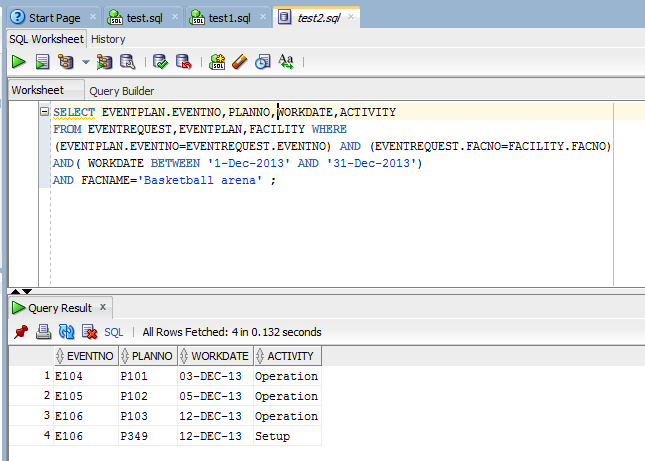 Start Page test.sql test1.sql test2.sql
SQL Worksheet History
Worksheet Query Builder
SELECT EVENTPLAN.EVENTNO,PLANNO,WORKDATE,ACTIVITY
FROM EVENTREQUEST,EVENTPLAN,FACILITY WHERE
(EVENTPLAN.EVENTNO=EVENTREQUEST.EVENTNO) AND (EVENTREQUEST.FACNO=FACILITY.FACNO)
AND( WORKDATE BETWEEN '1-Dec-2013' AND '31-Dec-2013')
AND FACNAME='Basketball arena' ;
Query Result x
SQL | All Rows Fetched: 4 in 0.132 seconds
EVENTNO PLANNO WORKDATE ACTIVITY
1 E104 P101 03-DEC-13 Operation
2 E105 P102 05-DEC-13 Operation
3 E106 P103 12-DEC-13 Operation
4 E106 P349 12-DEC-13 Setup